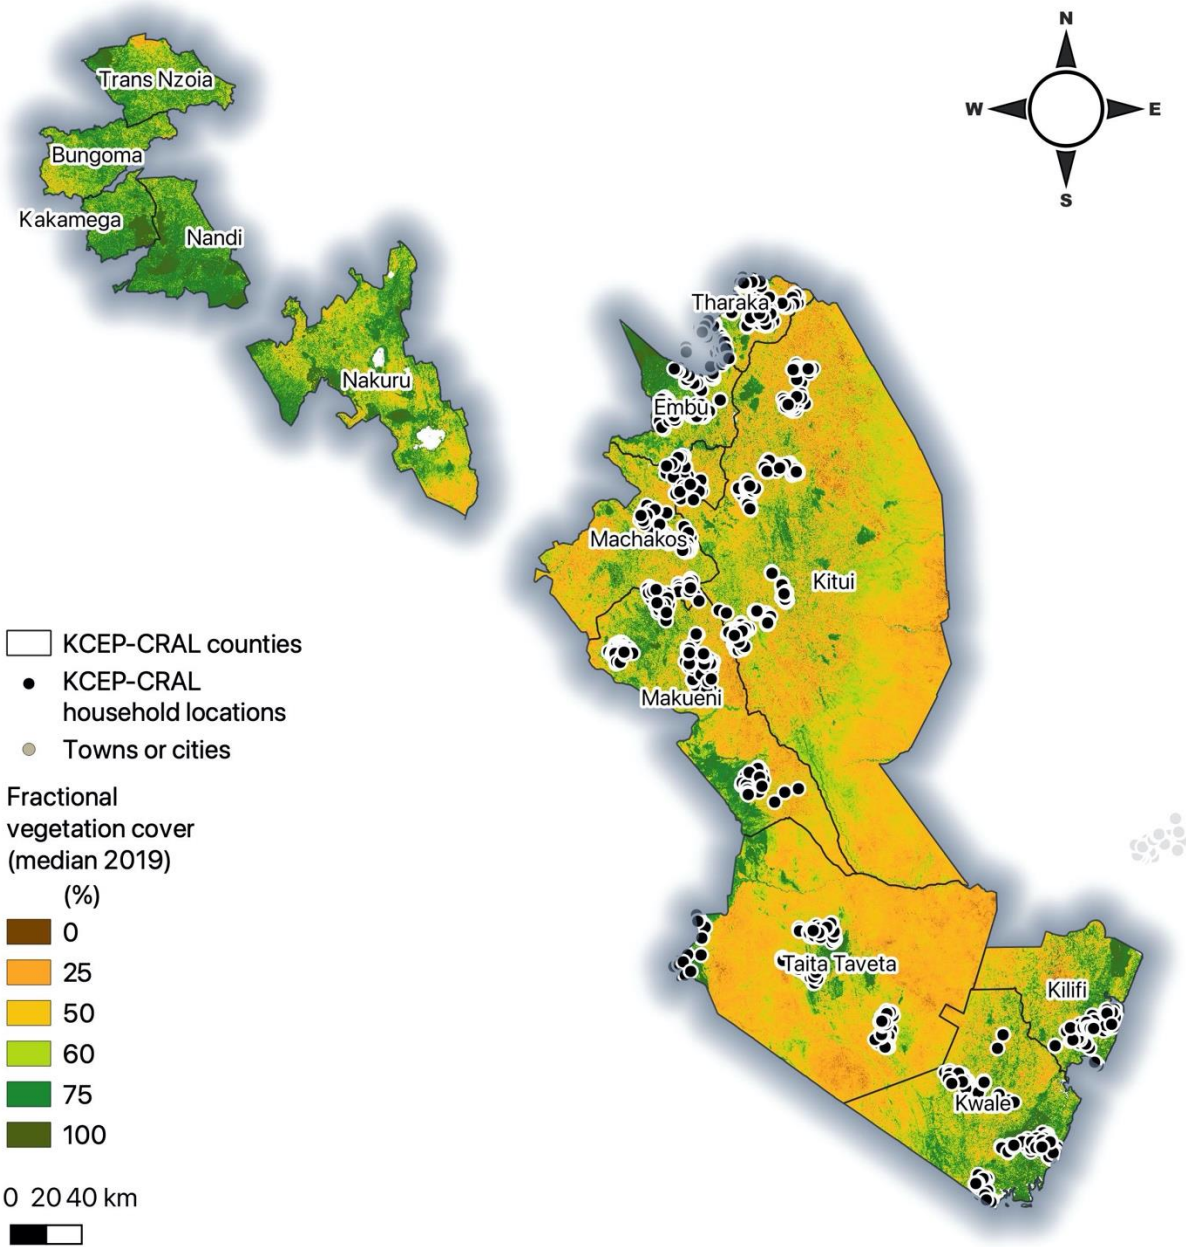 N
W
E
S
Trans Nzoia
Bungoma
Kakamega
Nandi
Nakuru
Tharaka
Embu
Machakos
Kitui
Makueni
Taita Taveta
Kilifi
Kwale
KCEP-CRAL counties
KCEP-CRAL
household locations
Towns or cities
Fractional
vegetation cover
(median 2019)
(%)
0
25
50
60
75
100
0 20 40 km